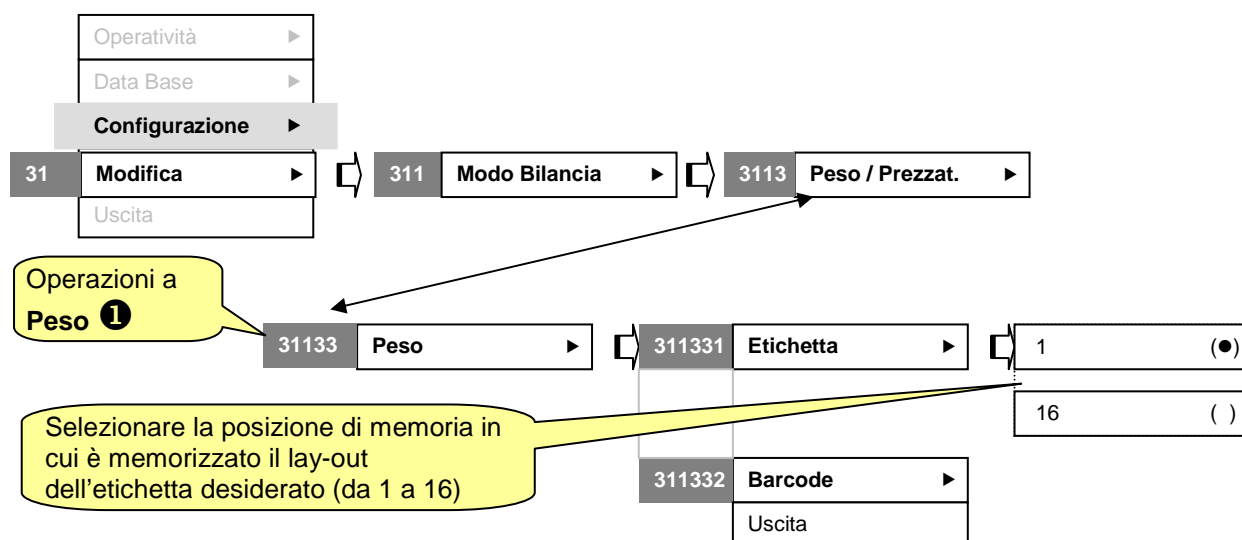 Operatività ▶
Data Base ▶
Configurazione ▶
31 Modifica ▶ 311 Modo Bilancia ▶ 3113 Peso / Prezzat. ▶
Uscita
Operazioni a
Peso ❶
31133 Peso ▶ 311331 Etichetta ▶ 1 (●)
16 ( )
Selezionare la posizione di memoria in
cui è memorizzato il lay-out
dell'etichetta desiderato (da 1 a 16)
311332 Barcode ▶
Uscita